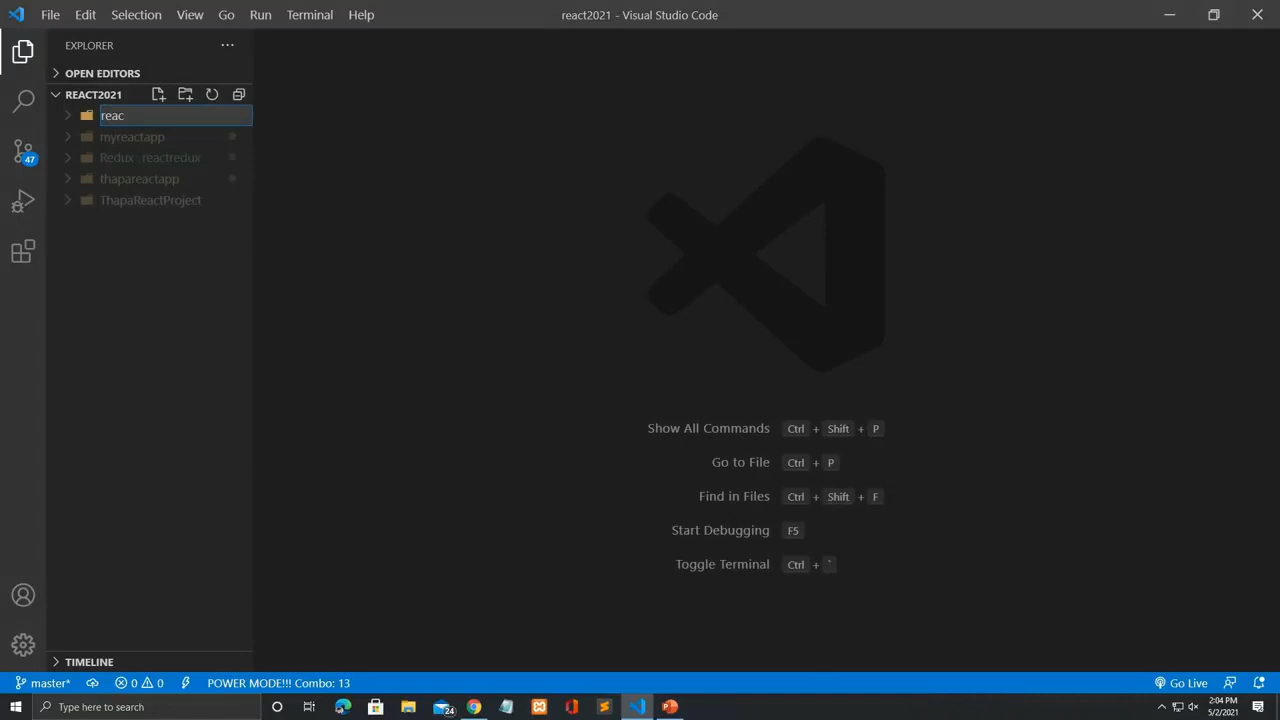 File Edit Selection View Go Run Terminal Help react2021 - Visual Studio Code
EXPLORER
OPEN EDITORS
REACT2021
reac
myreactapp
Redux · reactredux
thapareactapp
ThapaReactProject
47
Show All Commands Ctrl + Shift + P
Go to File Ctrl + P
Find in Files Ctrl + Shift + F
Start Debugging F5
Toggle Terminal Ctrl + `
TIMELINE
master* 0 0 POWER MODE!!! Combo: 13 Go Live
Type here to search 24 2:04 PM
5/2/2021